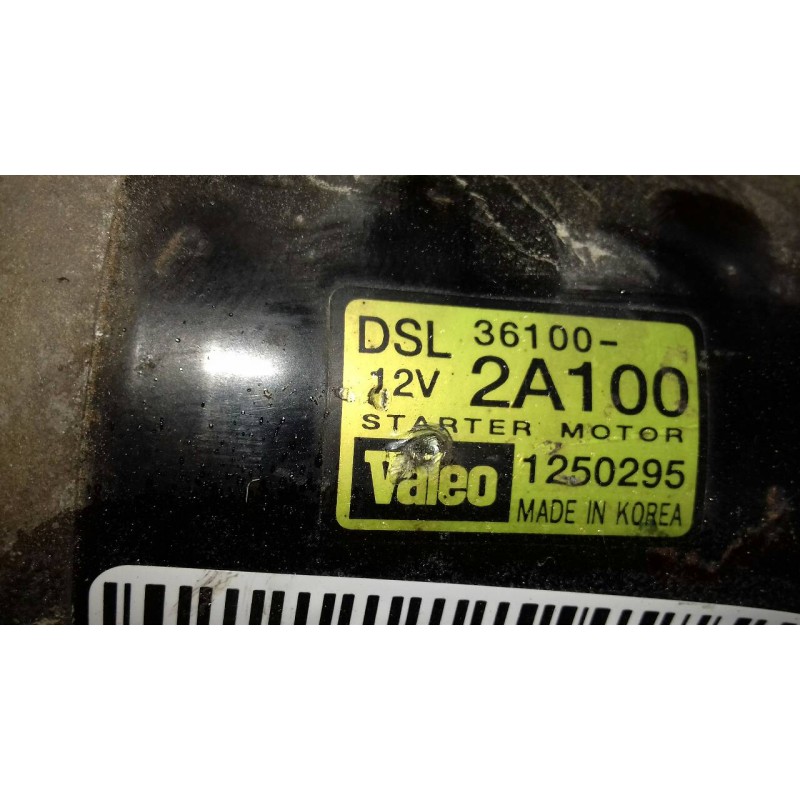 DSL 36100-
12V 2A100
STARTER MOTOR
Valeo 1250295
MADE IN KOREA